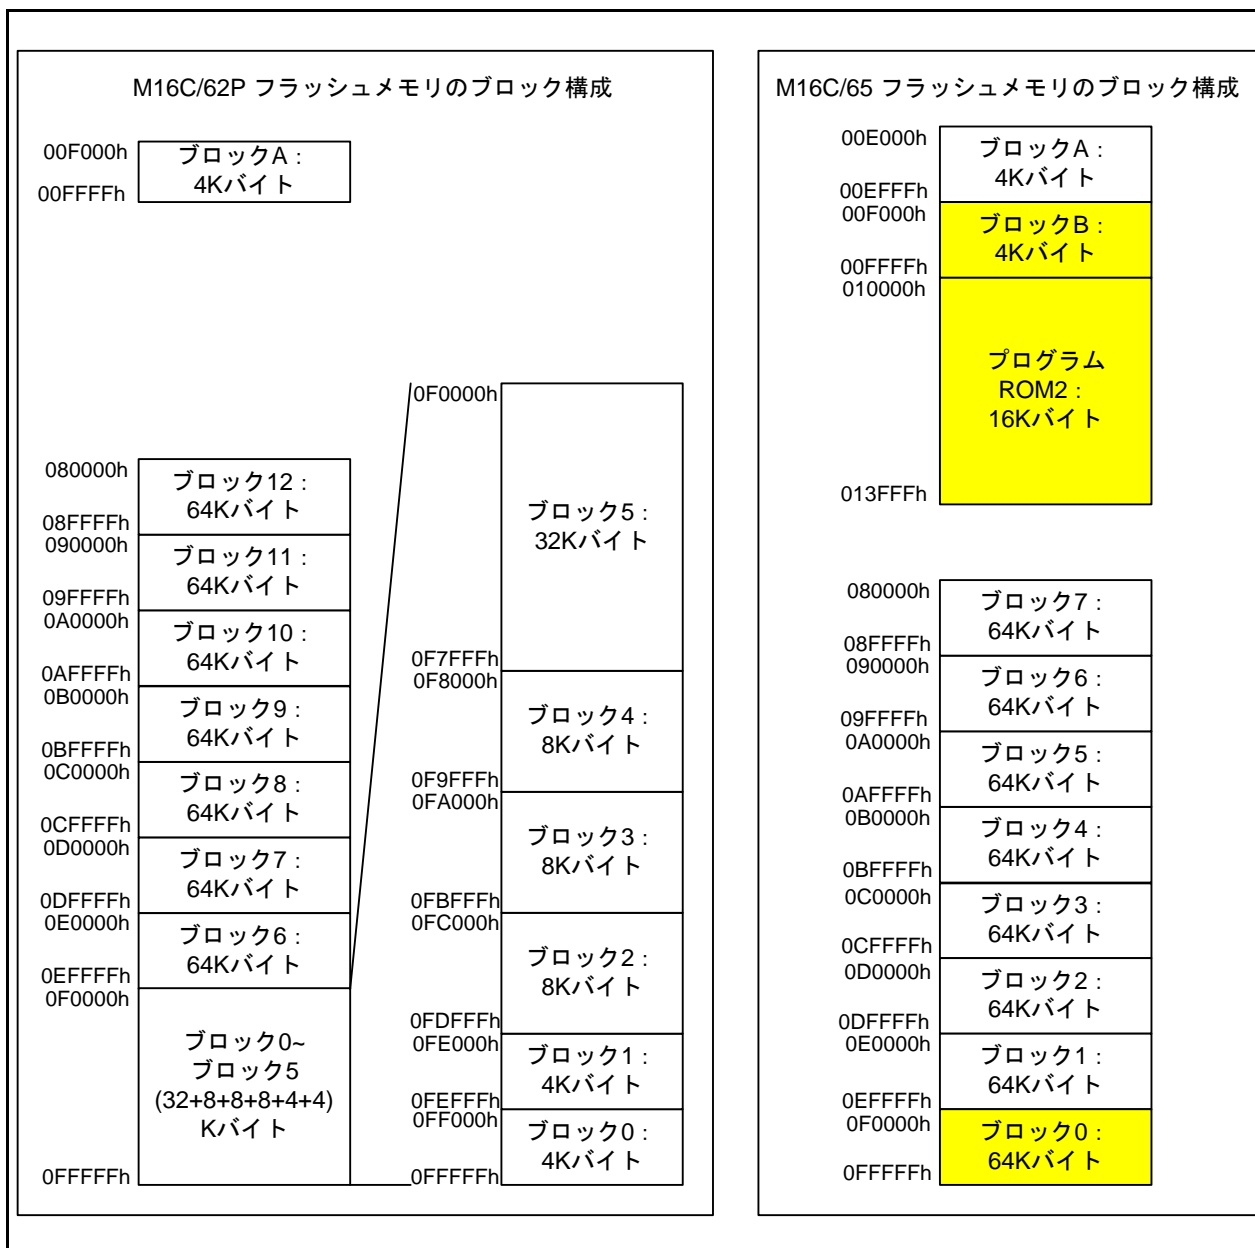 M16C/62P フラッシュメモリのブロック構成
00F000h
ブロックA：
4Kバイト
00FFFFh
080000h
ブロック12：
64Kバイト
08FFFFh
090000h
ブロック11：
64Kバイト
09FFFFh
0A0000h
ブロック10：
64Kバイト
0AFFFFh
0B0000h
ブロック9：
64Kバイト
0BFFFFh
0C0000h
ブロック8：
64Kバイト
0CFFFFh
0D0000h
ブロック7：
64Kバイト
0DFFFFh
0E0000h
ブロック6：
64Kバイト
0EFFFFh
0F0000h
ブロック0~
ブロック5
(32+8+8+8+4+4)
Kバイト
0FFFFFh
0F0000h
ブロック5：
32Kバイト
0F7FFFh
0F8000h
ブロック4：
8Kバイト
0F9FFFh
0FA000h
ブロック3：
8Kバイト
0FBFFFh
0FC000h
ブロック2：
8Kバイト
0FDFFFh
0FE000h
ブロック1：
4Kバイト
0FEFFFh
0FF000h
ブロック0：
4Kバイト
0FFFFFh
M16C/65 フラッシュメモリのブロック構成
00E000h
ブロックA：
4Kバイト
00EFFFh
00F000h
ブロックB：
4Kバイト
00FFFFh
010000h
プログラム
ROM2：
16Kバイト
013FFFh
080000h
ブロック7：
64Kバイト
08FFFFh
090000h
ブロック6：
64Kバイト
09FFFFh
0A0000h
ブロック5：
64Kバイト
0AFFFFh
0B0000h
ブロック4：
64Kバイト
0BFFFFh
0C0000h
ブロック3：
64Kバイト
0CFFFFh
0D0000h
ブロック2：
64Kバイト
0DFFFFh
0E0000h
ブロック1：
64Kバイト
0EFFFFh
0F0000h
ブロック0：
64Kバイト
0FFFFFh